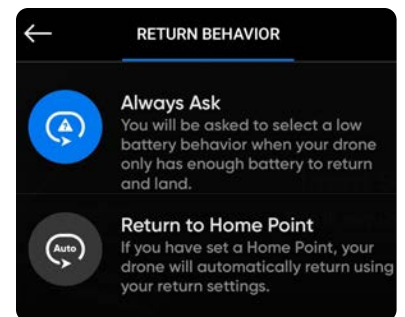 RETURN BEHAVIOR
Always Ask
You will be asked to select a low
battery behavior when your drone
only has enough battery to return
and land.
Return to Home Point
Auto
If you have set a Home Point, your
drone will automatically return using
your return settings.